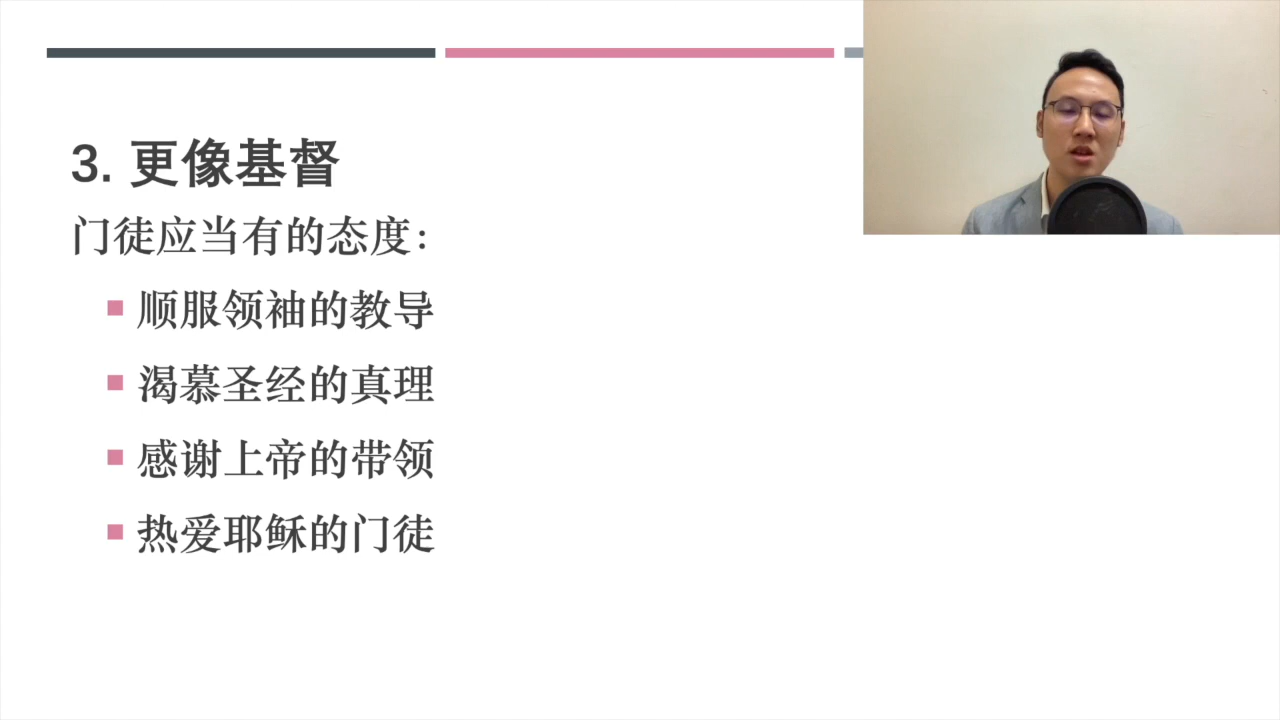 3. 更像基督
门徒应当有的态度：
顺服领袖的教导
渴慕圣经的真理
感谢上帝的带领
热爱耶稣的门徒